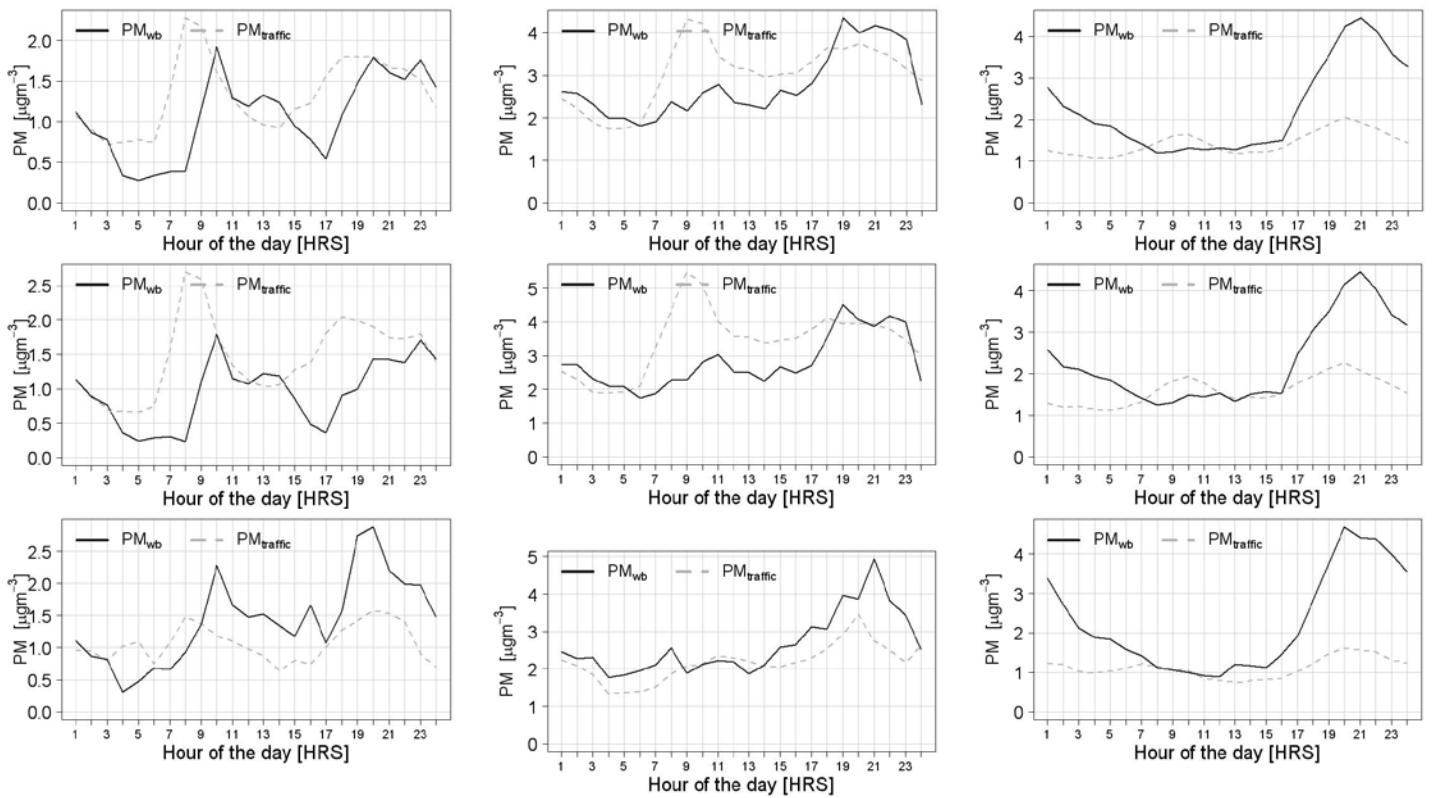 PM_wb PM_traffic
PM [µgm⁻³]
2.0
1.5
1.0
0.5
0.0
1 3 5 7 9 11 13 15 17 19 21 23
Hour of the day [HRS]
PM_wb PM_traffic
PM [µgm⁻³]
4
3
2
1
0
1 3 5 7 9 11 13 15 17 19 21 23
Hour of the day [HRS]
PM_wb PM_traffic
PM [µgm⁻³]
4
3
2
1
0
1 3 5 7 9 11 13 15 17 19 21 23
Hour of the day [HRS]
PM_wb PM_traffic
PM [µgm⁻³]
2.5
2.0
1.5
1.0
0.5
0.0
1 3 5 7 9 11 13 15 17 19 21 23
Hour of the day [HRS]
PM_wb PM_traffic
PM [µgm⁻³]
5
4
3
2
1
0
1 3 5 7 9 11 13 15 17 19 21 23
Hour of the day [HRS]
PM_wb PM_traffic
PM [µgm⁻³]
4
3
2
1
0
1 3 5 7 9 11 13 15 17 19 21 23
Hour of the day [HRS]
PM_wb PM_traffic
PM [µgm⁻³]
2.5
2.0
1.5
1.0
0.5
0.0
1 3 5 7 9 11 13 15 17 19 21 23
Hour of the day [HRS]
PM_wb PM_traffic
PM [µgm⁻³]
5
4
3
2
1
0
1 3 5 7 9 11 13 15 17 19 21 23
Hour of the day [HRS]
PM_wb PM_traffic
PM [µgm⁻³]
4
3
2
1
0
1 3 5 7 9 11 13 15 17 19 21 23
Hour of the day [HRS]